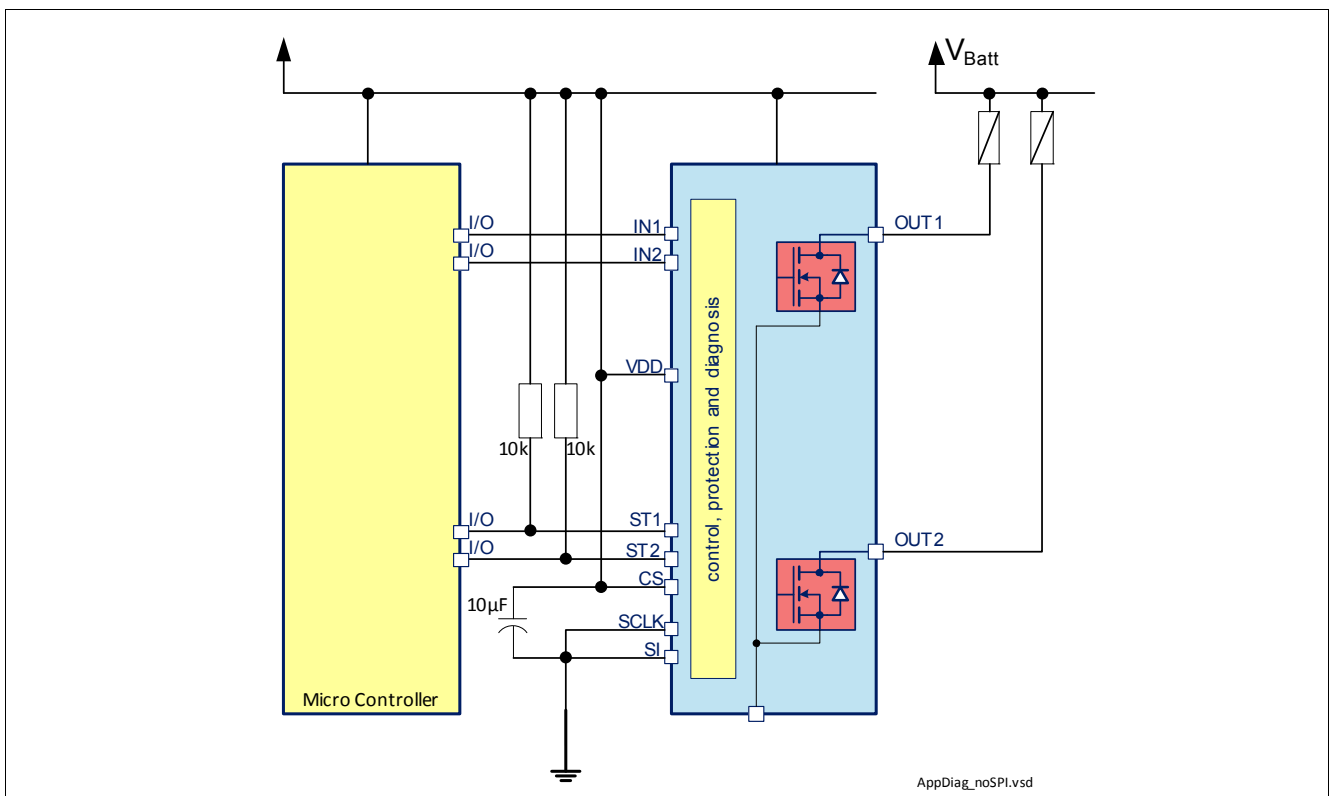 V_Batt
I/O IN1 OUT1
I/O IN2
control, protection and diagnosis
VDD
10k 10k
I/O ST1
I/O ST2 OUT2
CS
10µF
SCLK
SI
Micro Controller
AppDiag_noSPI.vsd